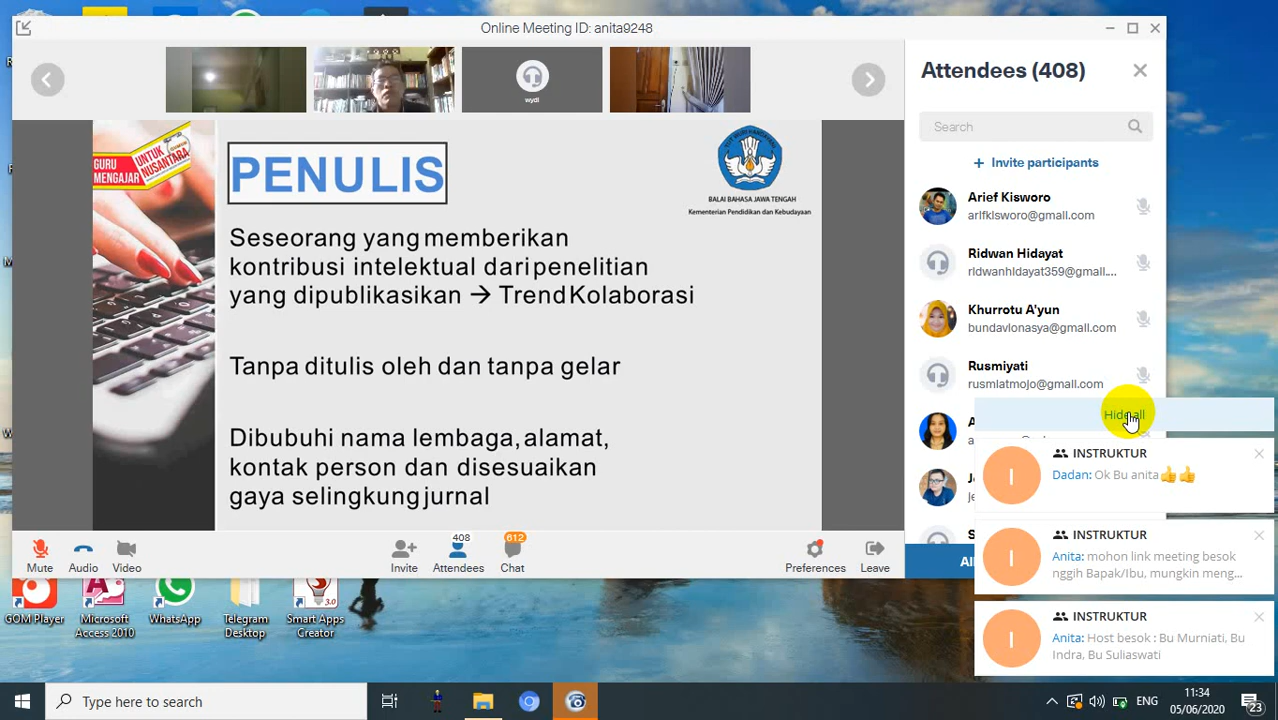 Online Meeting ID: anita9248
wydi
Attendees (408)
Search
+ Invite participants
Arief Kisworo
arifkisworo@gmail.com
Ridwan Hidayat
ridwanhidayat359@gmail....
Khurrotu A'yun
bundavionasya@gmail.com
Rusmiyati
rusmiatmojo@gmail.com
GURU
MENGAJAR
UNTUK
NUSANTARA
PENULIS
BALAI BAHASA JAWA TENGAH
Kementerian Pendidikan dan Kebudayaan
Seseorang yang memberikan
kontribusi intelektual dari penelitian
yang dipublikasikan → Trend Kolaborasi
Tanpa ditulis oleh dan tanpa gelar
Dibubuhi nama lembaga, alamat,
kontak person dan disesuaikan
gaya selingkung jurnal
Hide all
INSTRUKTUR
Dadan: Ok Bu anita👍👍
INSTRUKTUR
Anita: mohon link meeting besok
nggih Bapak/Ibu, mungkin meng...
INSTRUKTUR
Anita: Host besok : Bu Murniati, Bu
Indra, Bu Suliaswati
408
612
Mute
Audio
Video
Invite
Attendees
Chat
Preferences
Leave
GOM Player
Microsoft
Access 2010
WhatsApp
Telegram
Desktop
Smart Apps
Creator
3.0
Type here to search
ENG
11:34
05/06/2020
23